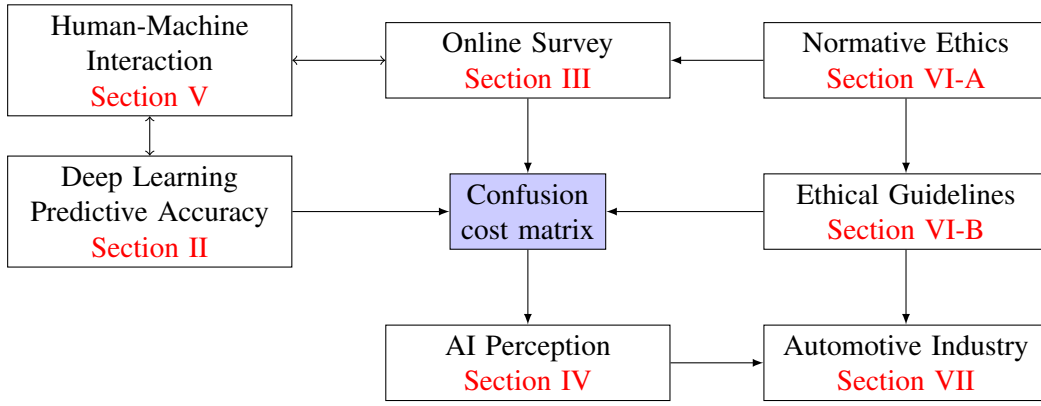 Human-Machine
Interaction
Section V
Online Survey
Section III
Normative Ethics
Section VI-A
Deep Learning
Predictive Accuracy
Section II
Confusion
cost matrix
Ethical Guidelines
Section VI-B
AI Perception
Section IV
Automotive Industry
Section VII